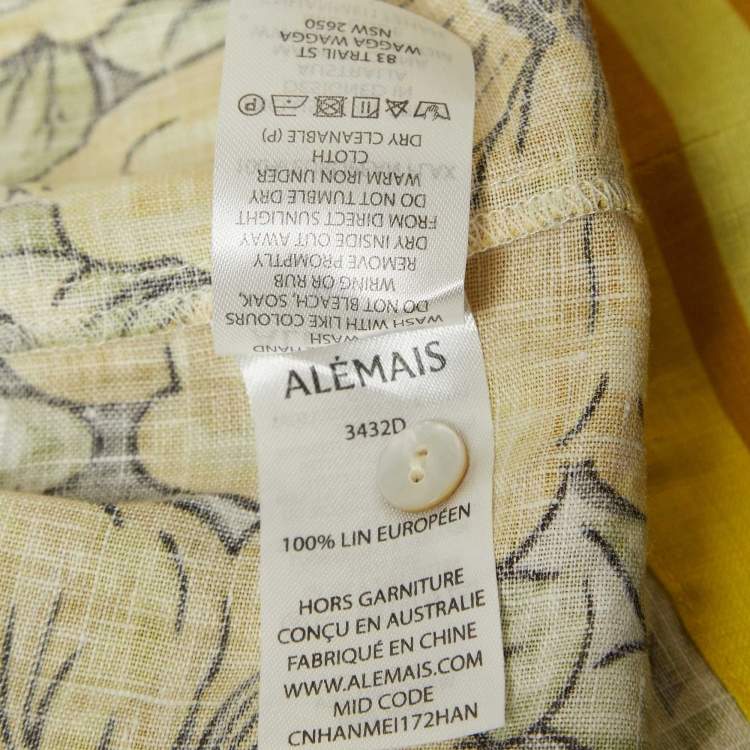 83 TRAIL ST
WAGGA WAGGA
NSW 2650
HAND
WASH
WASH WITH LIKE COLOURS
DO NOT BLEACH, SOAK,
WRING OR RUB
REMOVE PROMPTLY
DRY INSIDE OUT AWAY
FROM DIRECT SUNLIGHT
DO NOT TUMBLE DRY
WARM IRON UNDER
CLOTH
DRY CLEANABLE (P)
P
ALÉMAIS
3432D
100% LIN EUROPÉEN
HORS GARNITURE
CONÇU EN AUSTRALIE
FABRIQUÉ EN CHINE
WWW.ALEMAIS.COM
MID CODE
CNHANMEI172HAN